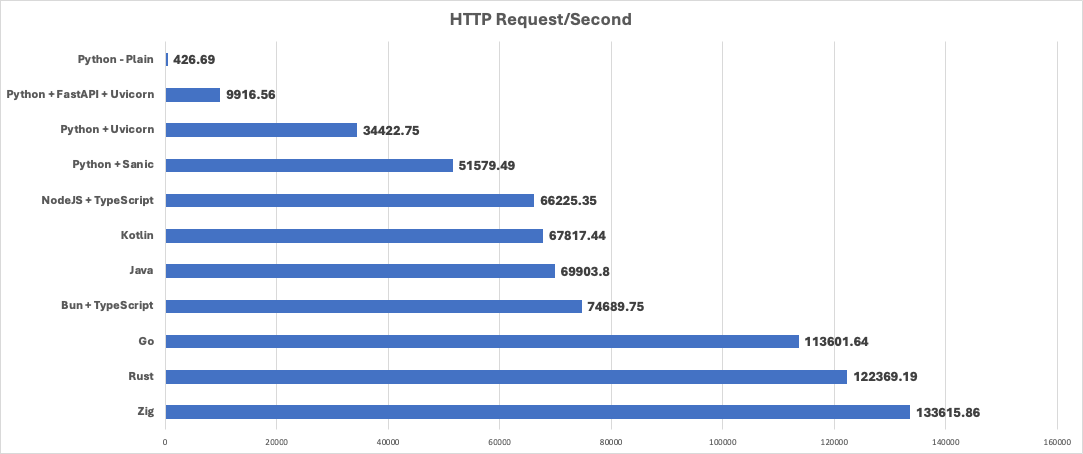 HTTP Request/Second
Python - Plain 426.69
Python + FastAPI + Uvicorn 9916.56
Python + Uvicorn 34422.75
Python + Sanic 51579.49
NodeJS + TypeScript 66225.35
Kotlin 67817.44
Java 69903.8
Bun + TypeScript 74689.75
Go 113601.64
Rust 122369.19
Zig 133615.86
0 20000 40000 60000 80000 100000 120000 140000 160000